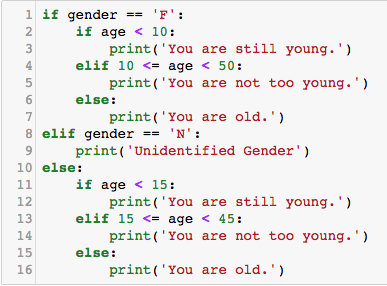 1 if gender == 'F':
2     if age < 10:
3         print('You are still young.')
4     elif 10 <= age < 50:
5         print('You are not too young.')
6     else:
7         print('You are old.')
8 elif gender == 'N':
9     print('Unidentified Gender')
10 else:
11     if age < 15:
12         print('You are still young.')
13     elif 15 <= age < 45:
14         print('You are not too young.')
15     else:
16         print('You are old.')